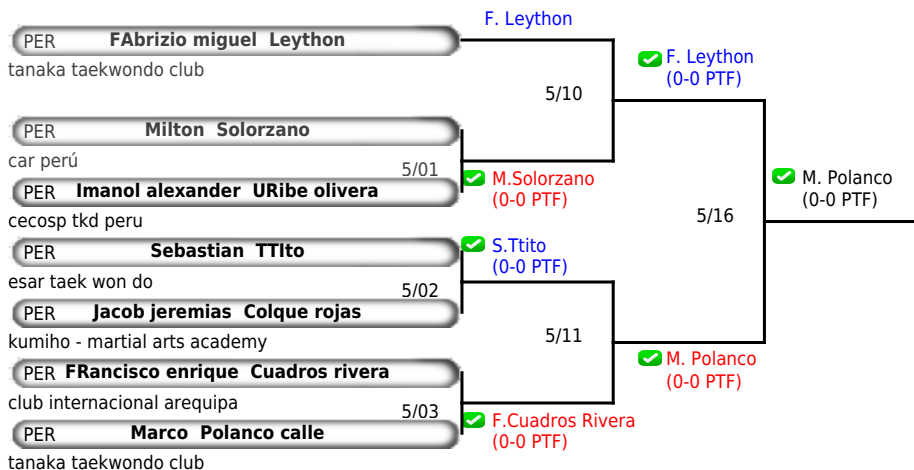 F. Leython
PER FAbrizio miguel Leython
tanaka taekwondo club
F. Leython
(0-0 PTF)
5/10
PER Milton Solorzano
car perú
5/01
M.Solorzano
(0-0 PTF)
PER Imanol alexander URibe olivera
cecosp tkd peru
M. Polanco
(0-0 PTF)
5/16
PER Sebastian TTIto
esar taek won do
S.Ttito
(0-0 PTF)
5/02
PER Jacob jeremias Colque rojas
kumiho - martial arts academy
5/11
M. Polanco
(0-0 PTF)
PER FRancisco enrique Cuadros rivera
club internacional arequipa
5/03
F.Cuadros Rivera
(0-0 PTF)
PER Marco Polanco calle
tanaka taekwondo club